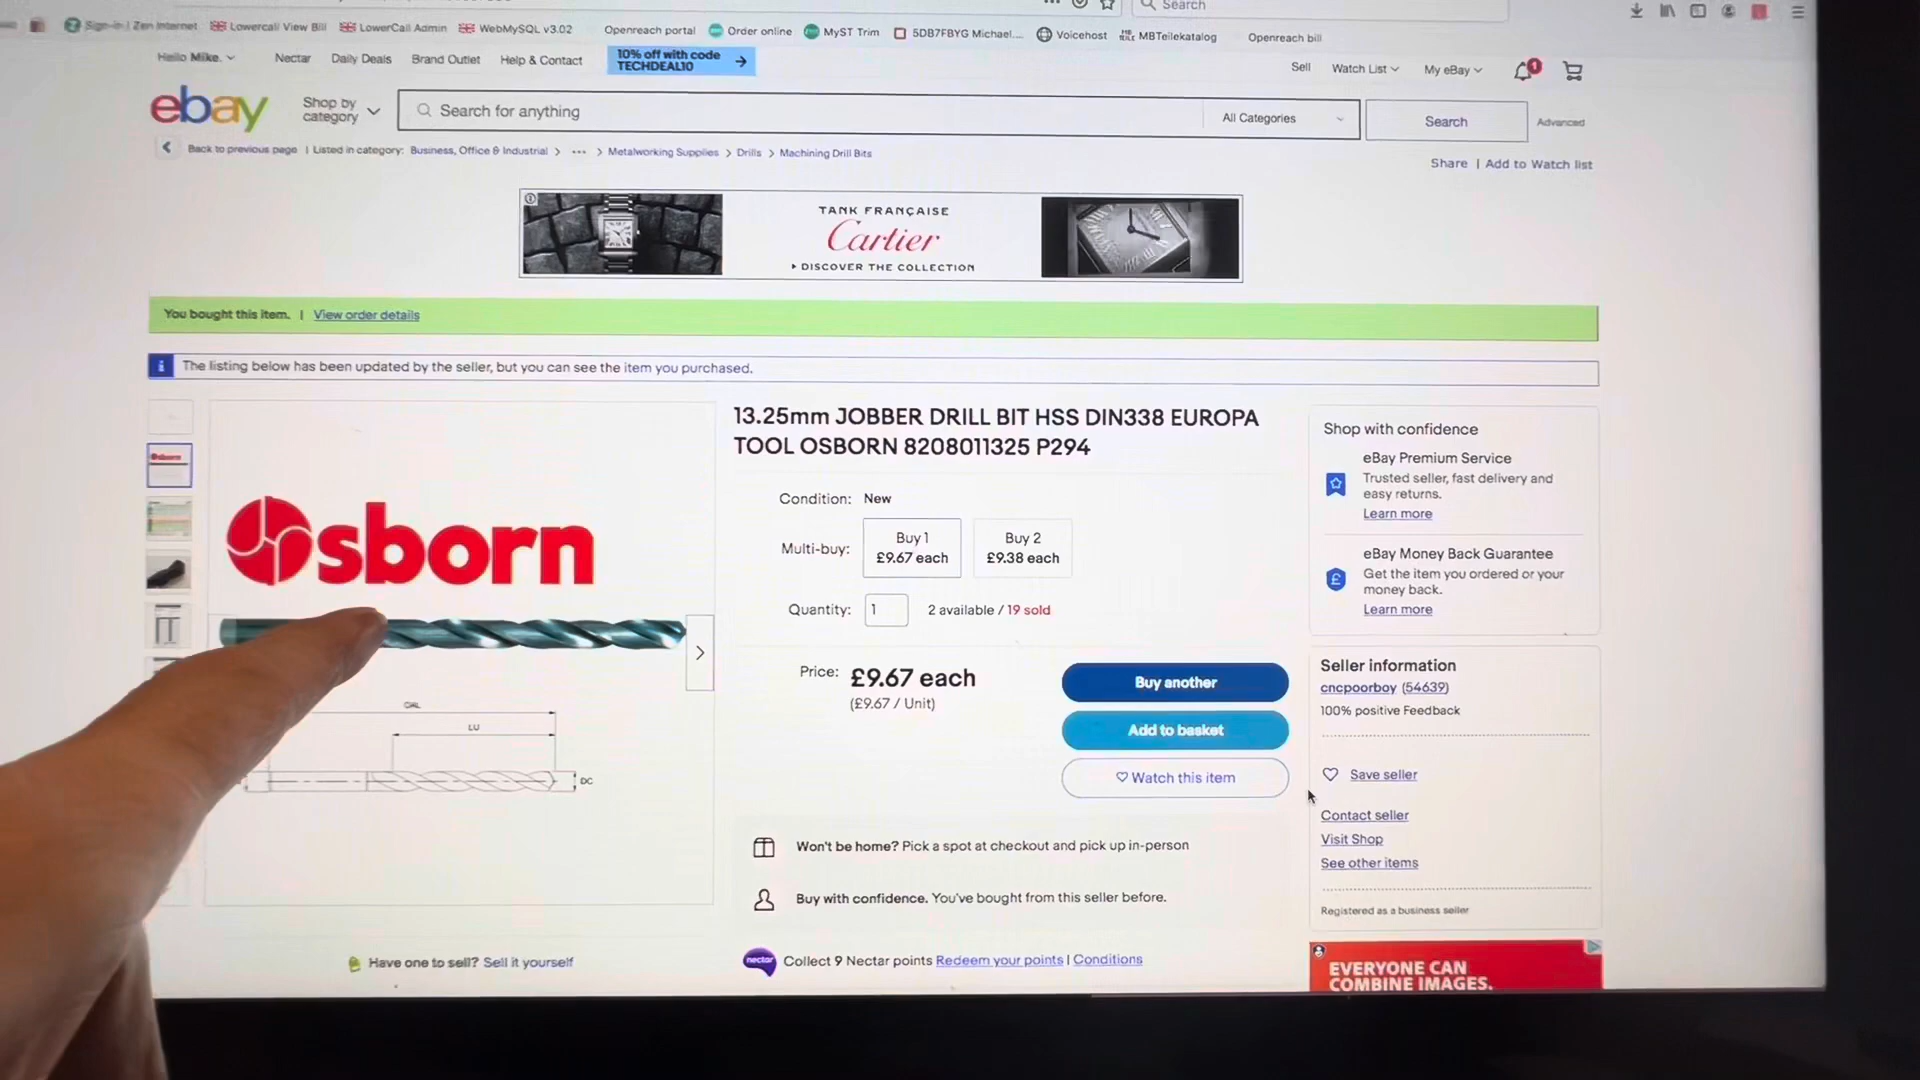 Search
Sign-in | Zen Internet
Lowercall View Bill
LowerCall Admin
WebMySQL v3.02
Openreach portal
Order online
MyST Trim
5DB7FBYG Michael....
Voicehost
MBTeilekatalog
Openreach bill
Hello Mike.
Nectar
Daily Deals
Brand Outlet
Help & Contact
10% off with code
TECHDEAL10
Sell
Watch List
My eBay
1
ebay
Shop by
category
Search for anything
All Categories
Search
Advanced
Back to previous page | Listed in category: Business, Office & Industrial > ••• > Metalworking Supplies > Drills > Machining Drill Bits
Share | Add to Watch list
TANK FRANÇAISE
Cartier
DISCOVER THE COLLECTION
You bought this item. | View order details
The listing below has been updated by the seller, but you can see the item you purchased.
13.25mm JOBBER DRILL BIT HSS DIN338 EUROPA
TOOL OSBORN 8208011325 P294
Condition: New
Multi-buy:
Buy 1
£9.67 each
Buy 2
£9.38 each
Quantity: 1 2 available / 19 sold
Price: £9.67 each
(£9.67 / Unit)
Buy another
Add to basket
Watch this item
Won't be home? Pick a spot at checkout and pick up in-person
Buy with confidence. You've bought from this seller before.
nectar Collect 9 Nectar points Redeem your points | Conditions
Osborn
OAL
LU
DC
Have one to sell? Sell it yourself
Shop with confidence
eBay Premium Service
Trusted seller, fast delivery and
easy returns.
Learn more
eBay Money Back Guarantee
Get the item you ordered or your
money back.
Learn more
Seller information
cncpoorboy (54639)
100% positive Feedback
Save seller
Contact seller
Visit Shop
See other items
Registered as a business seller
EVERYONE CAN
COMBINE IMAGES.